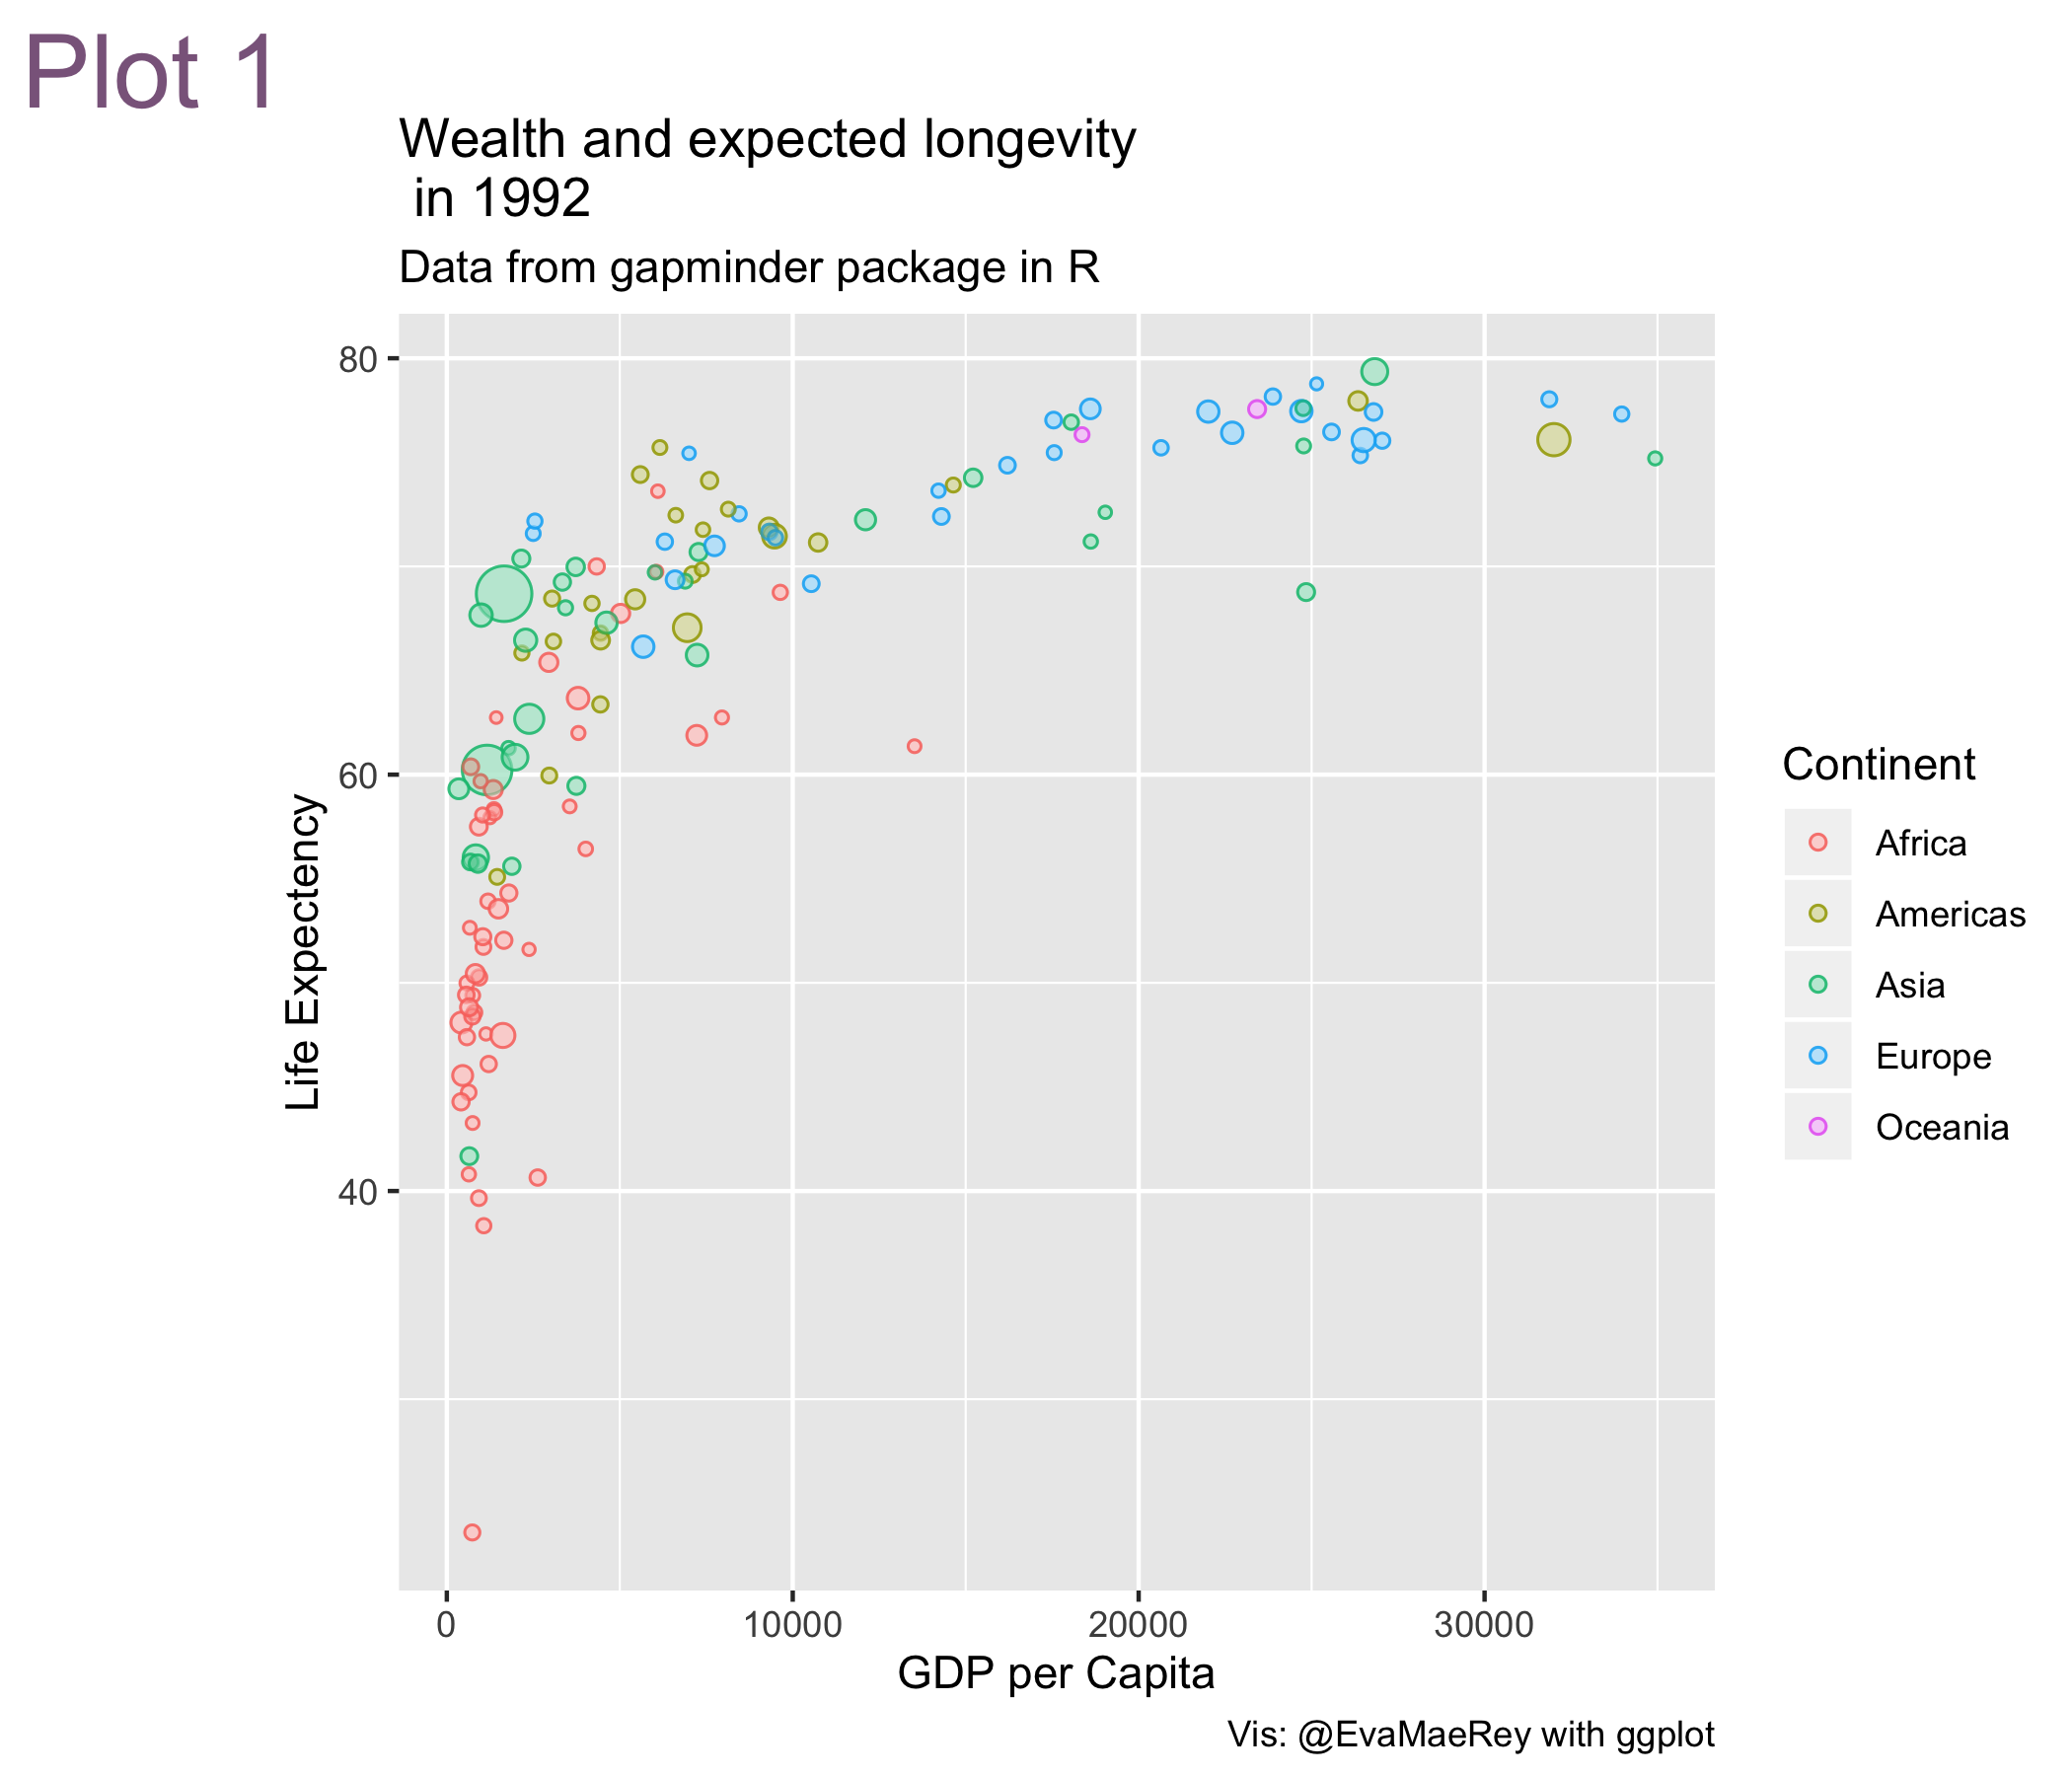 Plot 1
Wealth and expected longevity
in 1992
Data from gapminder package in R
80
60
40
Life Expectency
0 10000 20000 30000
GDP per Capita
Continent
Africa
Americas
Asia
Europe
Oceania
Vis: @EvaMaeRey with ggplot